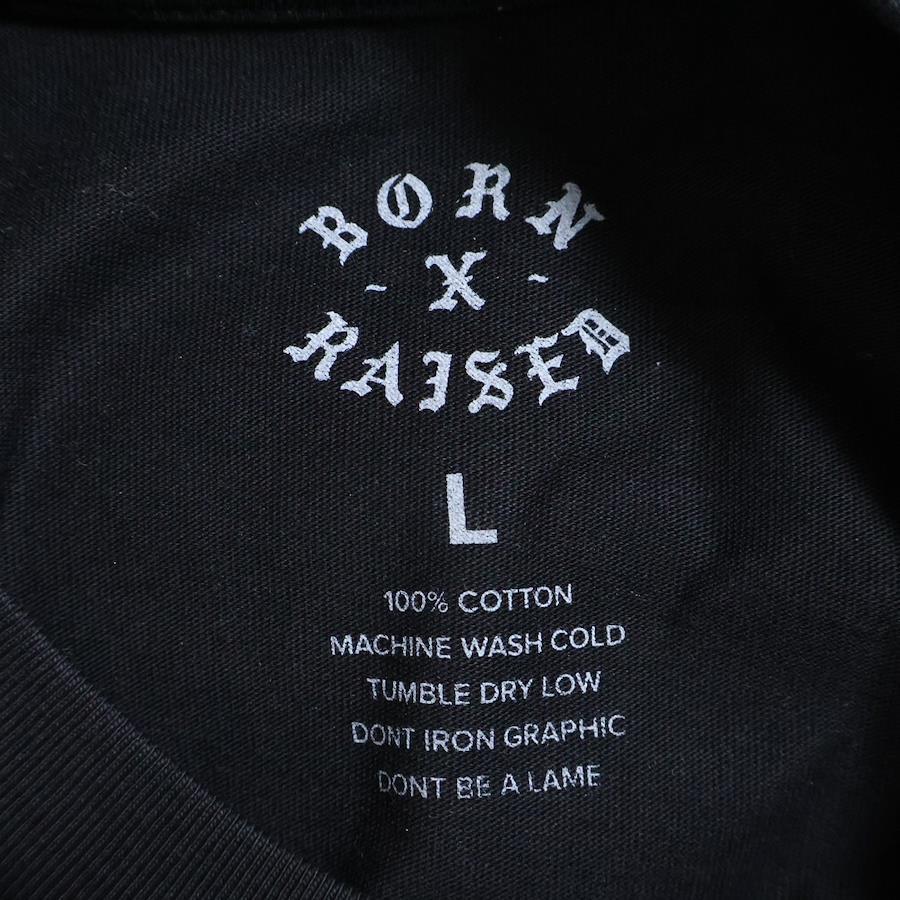 BORN
~ X ~
RAISED
L
100% COTTON
MACHINE WASH COLD
TUMBLE DRY LOW
DONT IRON GRAPHIC
DONT BE A LAME